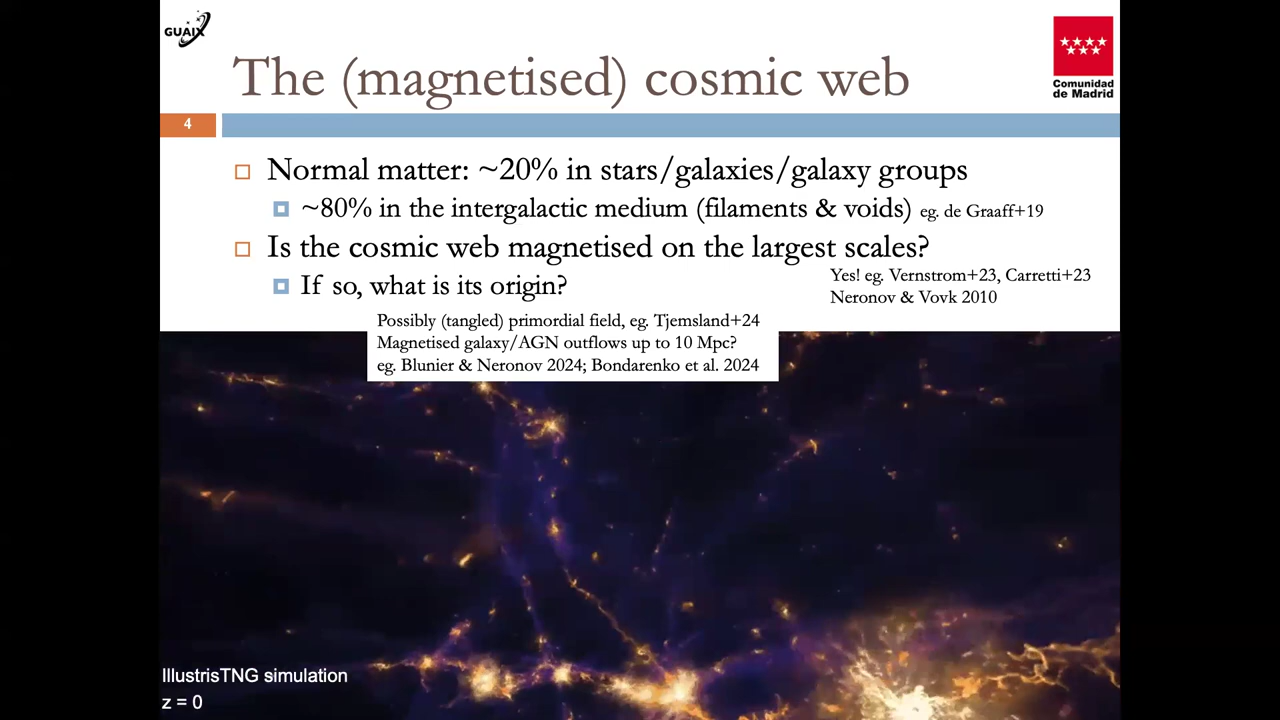 GUAIX
The (magnetised) cosmic web
Comunidad
de Madrid
4
Normal matter: ~20% in stars/galaxies/galaxy groups
~80% in the intergalactic medium (filaments & voids) eg. de Graaff+19
Is the cosmic web magnetised on the largest scales?
Yes! eg. Vernstrom+23, Carretti+23
Neronov & Vovk 2010
If so, what is its origin?
Possibly (tangled) primordial field, eg. Tjemsland+24
Magnetised galaxy/AGN outflows up to 10 Mpc?
eg. Blunier & Neronov 2024; Bondarenko et al. 2024
IllustrisTNG simulation
z = 0